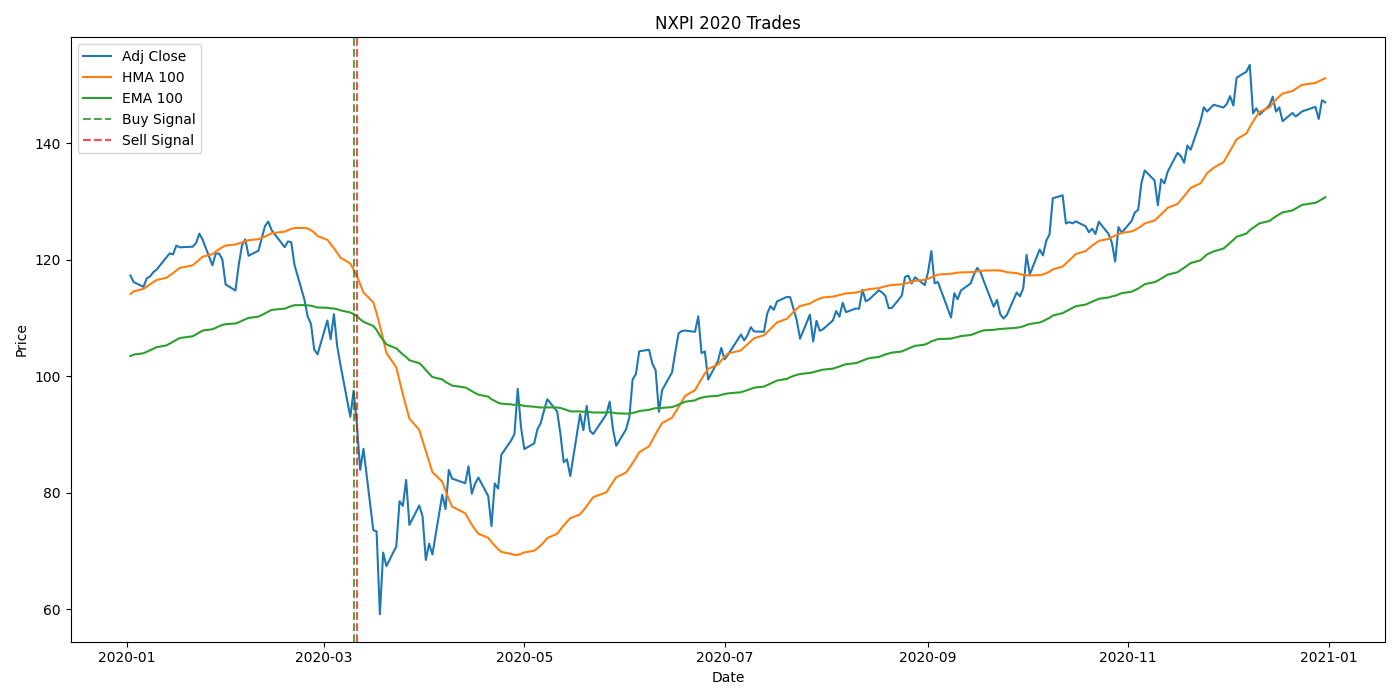 NXPI 2020 Trades
Adj Close
HMA 100
EMA 100
Buy Signal
Sell Signal
Price
140
120
100
80
60
2020-01
2020-03
2020-05
2020-07
2020-09
2020-11
2021-01
Date